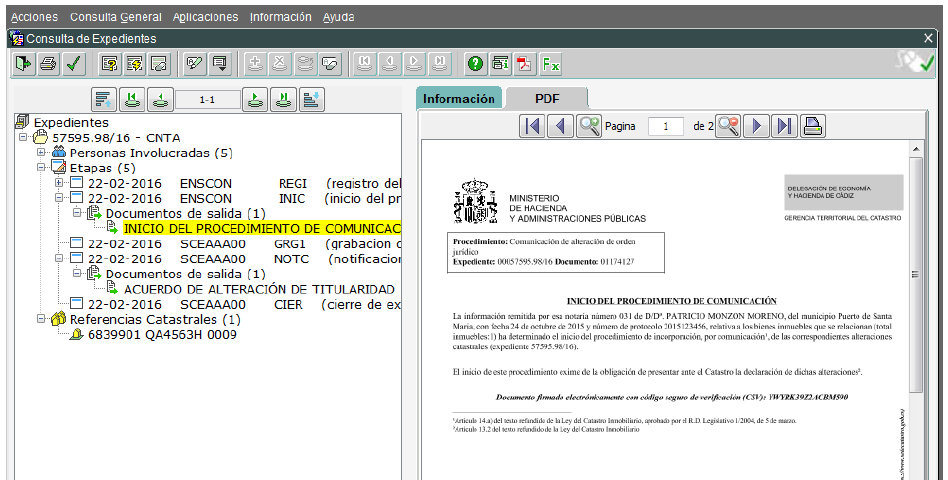 Acciones Consulta General Aplicaciones Información Ayuda
Consulta de Expedientes
1-1
Expedientes
57595.98/16 - CNTA
Personas Involucradas (5)
Etapas (5)
22-02-2016 ENSCON REGI (registro del
22-02-2016 ENSCON INIC (inicio del pr
Documentos de salida (1)
INICIO DEL PROCEDIMIENTO DE COMUNICAC
22-02-2016 SCEAAA00 GRG1 (grabacion c
22-02-2016 SCEAAA00 NOTC (notificacion
Documentos de salida (1)
ACUERDO DE ALTERACIÓN DE TITULARIDAD
22-02-2016 SCEAAA00 CIER (cierre de ex
Referencias Catastrales (1)
6839901 QA4563H 0009
Información PDF
Pagina 1 de 2
MINISTERIO
DE HACIENDA
Y ADMINISTRACIONES PÚBLICAS
DELEGACIÓN DE ECONOMÍA
Y HACIENDA DE CÁDIZ
GERENCIA TERRITORIAL DEL CATASTRO
Procedimiento: Comunicación de alteración de orden
jurídico
Expediente: 00057595.98/16 Documento: 01174127
INICIO DEL PROCEDIMIENTO DE COMUNICACIÓN
La información remitida por esa notaría número 031 de D/Dª. PATRICIO MONZON MORENO, del municipio Puerto de Santa
Maria, con fecha 24 de octubre de 2015 y número de protocolo 2015123456, relativa a los bienes inmuebles que se relacionan (total
inmuebles:1) ha determinado el inicio del procedimiento de incorporación, por comunicación¹, de las correspondientes alteraciones
catastrales (expediente 57595.98/16).
El inicio de este procedimiento exime de la obligación de presentar ante el Catastro la declaración de dichas alteraciones².
Documento firmado electrónicamente con código seguro de verificación (CSV):
¹Artículo 14.a) del texto refundido de la Ley del Catastro Inmobiliario, aprobado por el R.D. Legislativo 1/2004, de 5 de marzo.
²Artículo 13.2 del texto refundido de la Ley del Catastro Inmobiliario